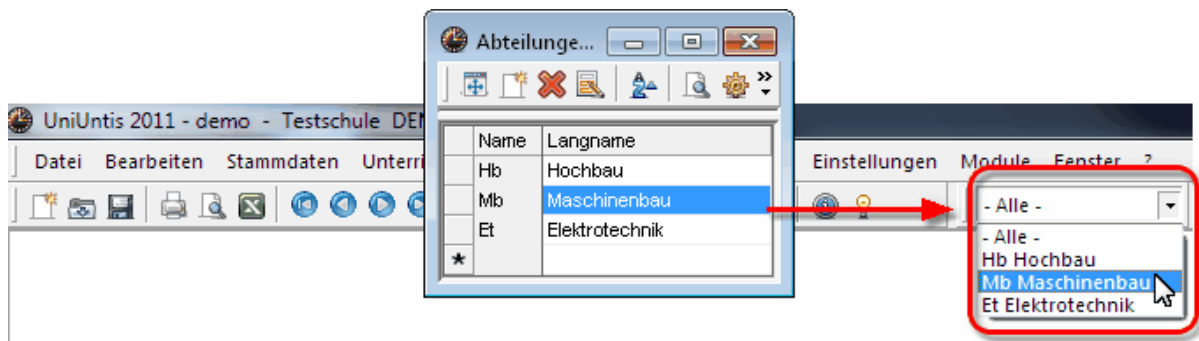 Abteilunge...
UniUntis 2011 - demo - Testschule DE
Datei Bearbeiten Stammdaten Unterri
Einstellungen Module Fenster ?
Name Langname
Hb Hochbau
Mb Maschinenbau
Et Elektrotechnik
- Alle -
- Alle -
Hb Hochbau
Mb Maschinenbau
Et Elektrotechnik